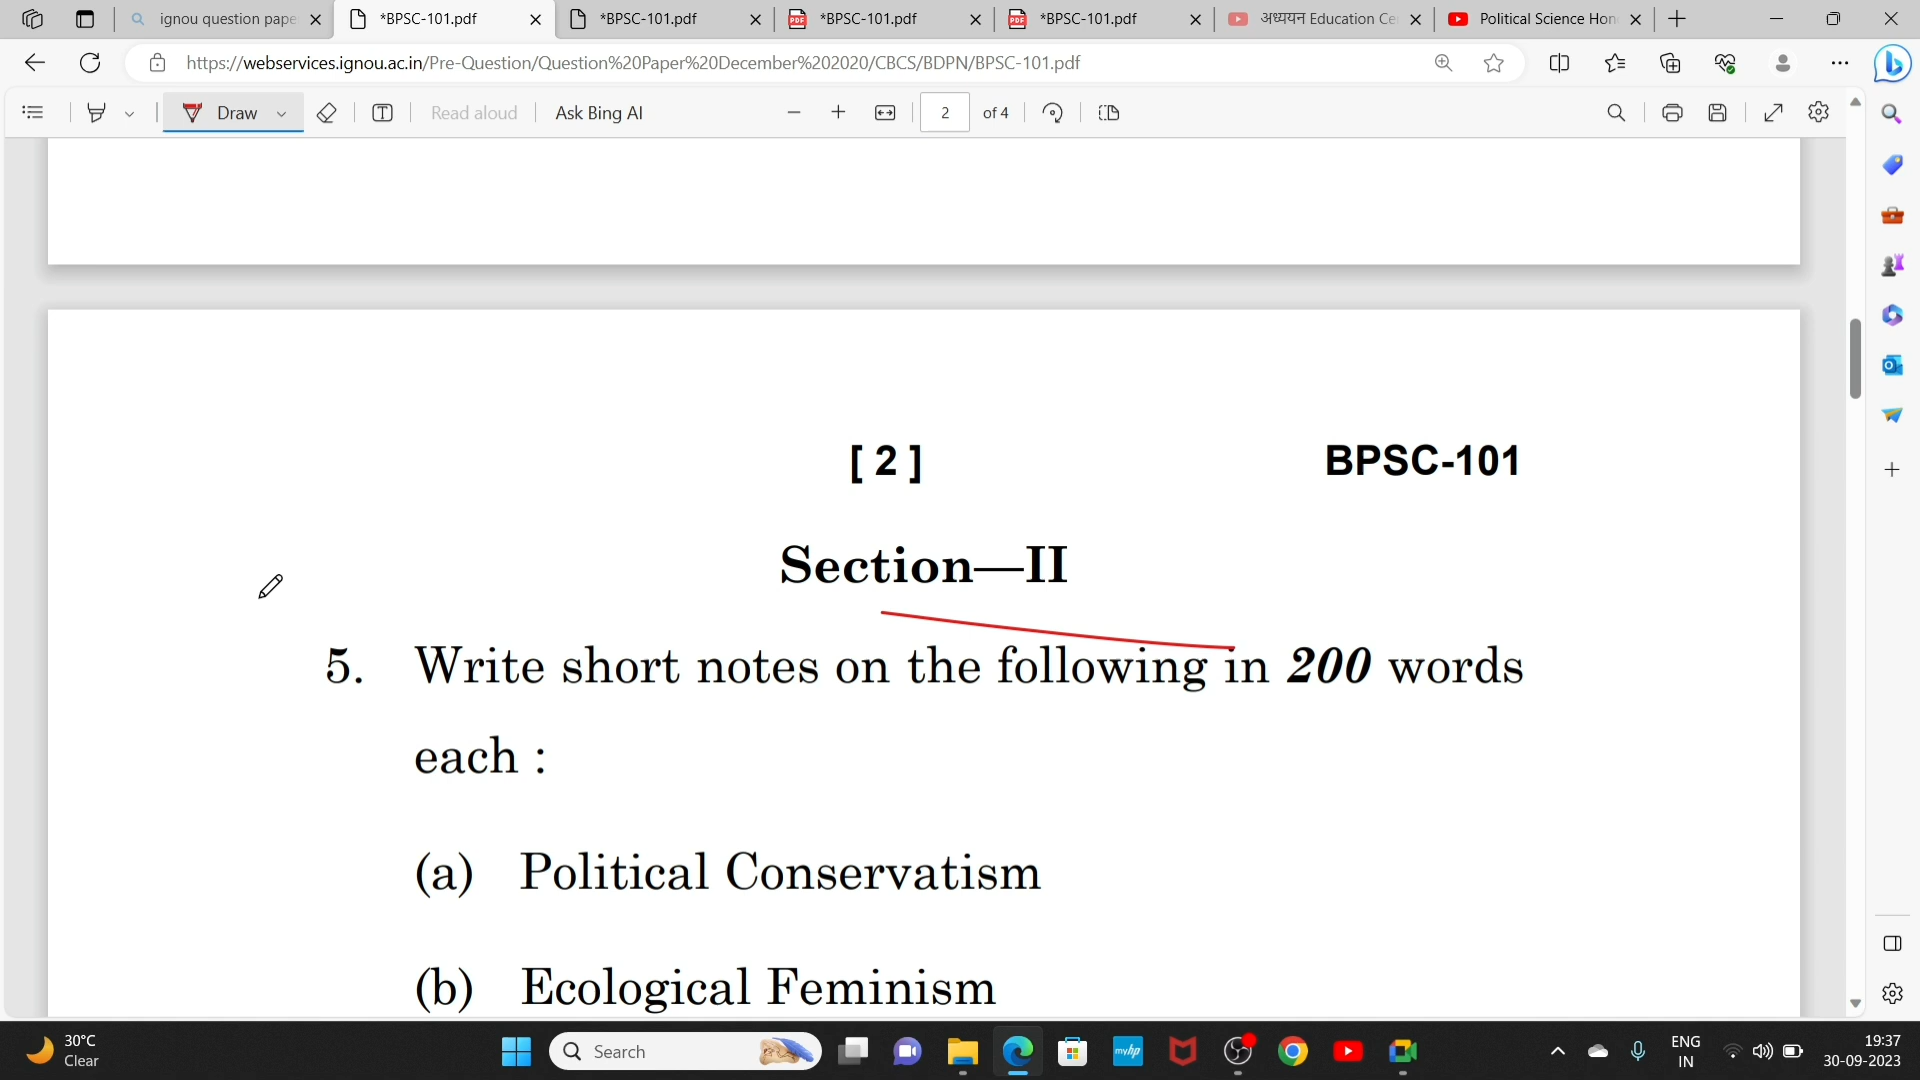 ignou question pape
*BPSC-101.pdf
*BPSC-101.pdf
*BPSC-101.pdf
*BPSC-101.pdf
अध्ययन Education Ce
Political Science Hon
https://webservices.ignou.ac.in/Pre-Question/Question%20Paper%20December%202020/CBCS/BDPN/BPSC-101.pdf
Draw
Read aloud
Ask Bing AI
2
of 4
[ 2 ]
BPSC-101
Section—II
5. Write short notes on the following in 200 words
each :
(a) Political Conservatism
(b) Ecological Feminism
30°C
Clear
Search
myhp
ENG
IN
19:37
30-09-2023